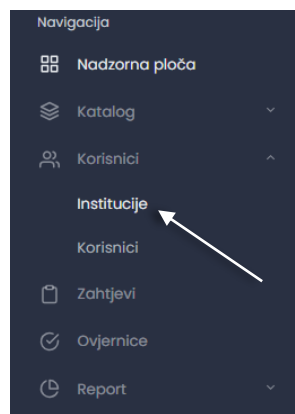 Navigacija
Nadzorna ploča
Katalog
Korisnici
Institucije
Korisnici
Zahtjevi
Ovjernice
Report